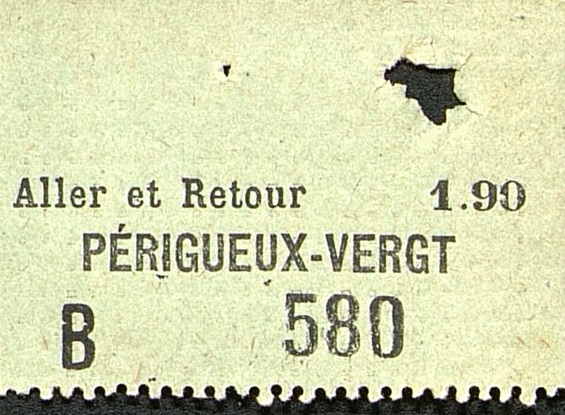 Aller et Retour 1.90
PÉRIGUEUX-VERGT
B 580